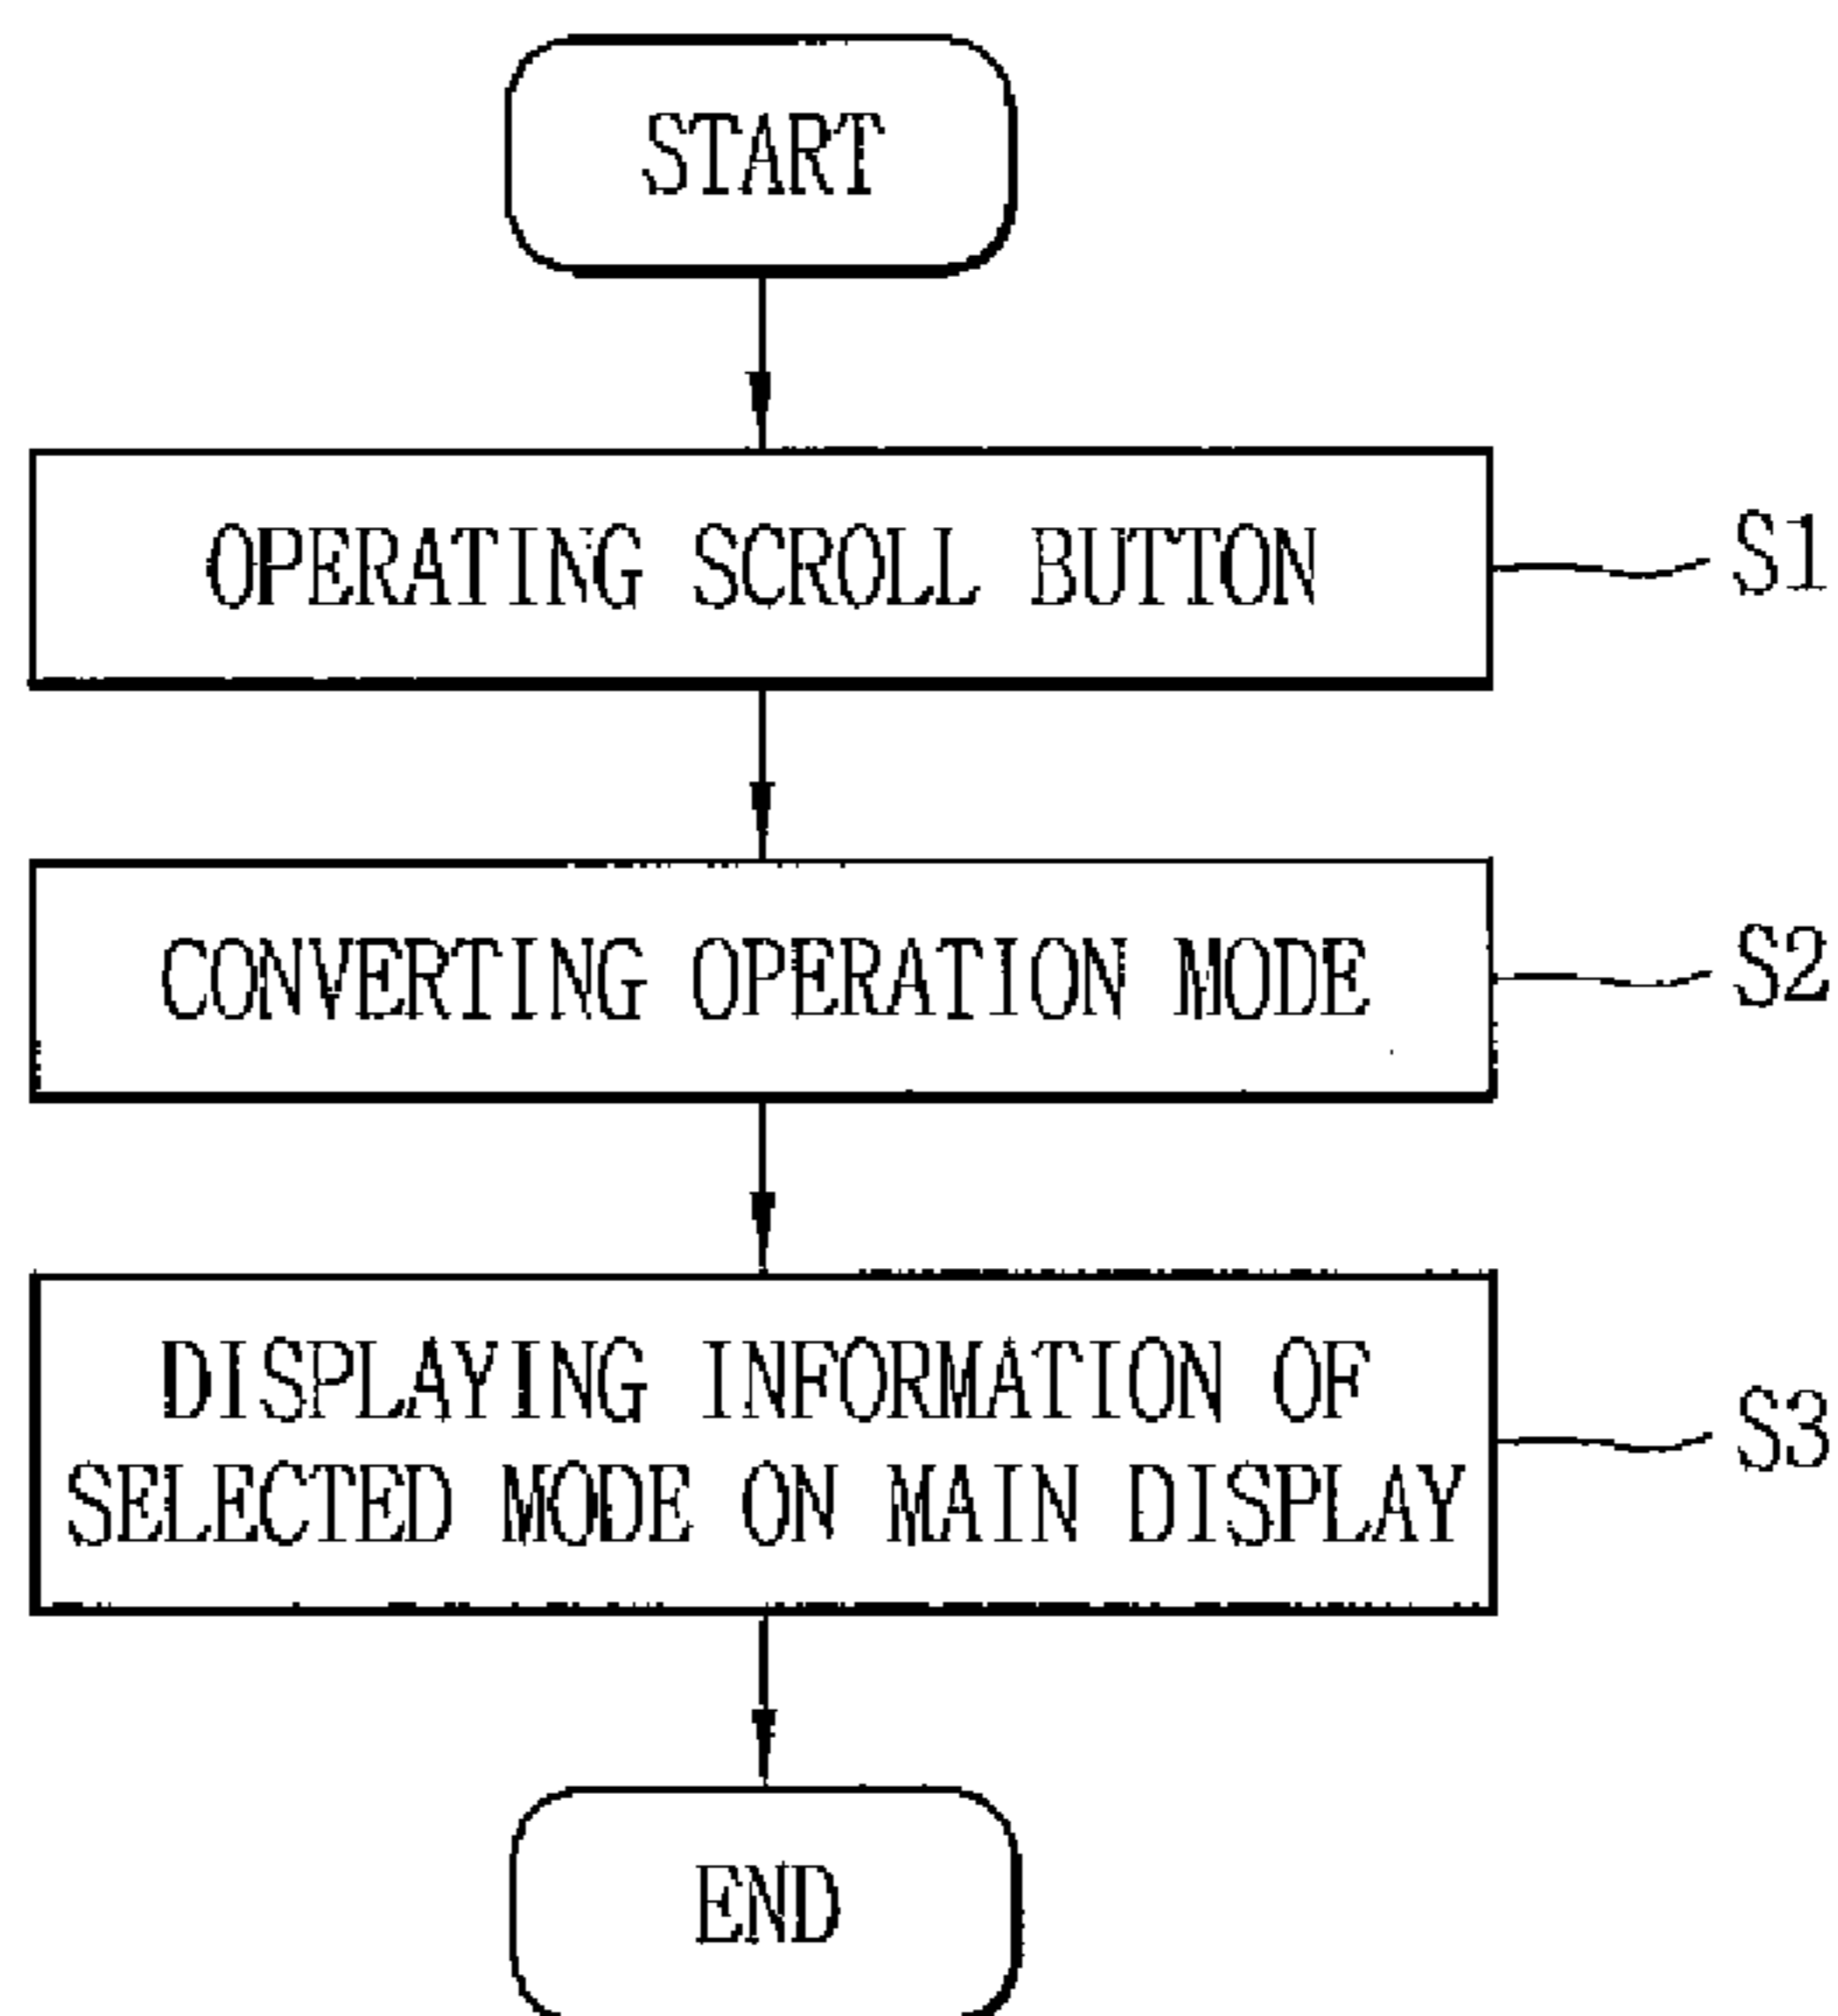 START
OPERATING SCROLL BUTTON
S1
CONVERTING OPERATION MODE
S2
DISPLAYING INFORMATION OF
SELECTED MODE ON MAIN DISPLAY
S3
END